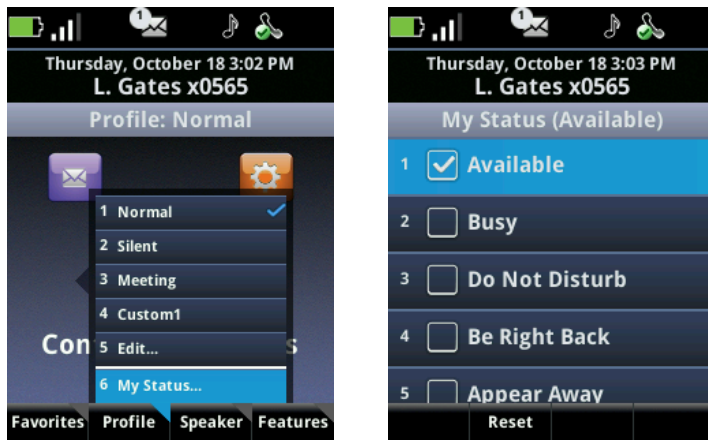 1
Thursday, October 18 3:02 PM
L. Gates x0565
Profile: Normal
1 Normal
2 Silent
3 Meeting
4 Custom1
Con
5 Edit...
s
6 My Status...
Favorites Profile Speaker Features
1
Thursday, October 18 3:03 PM
L. Gates x0565
My Status (Available)
1 Available
2 Busy
3 Do Not Disturb
4 Be Right Back
5 Appear Away
Reset